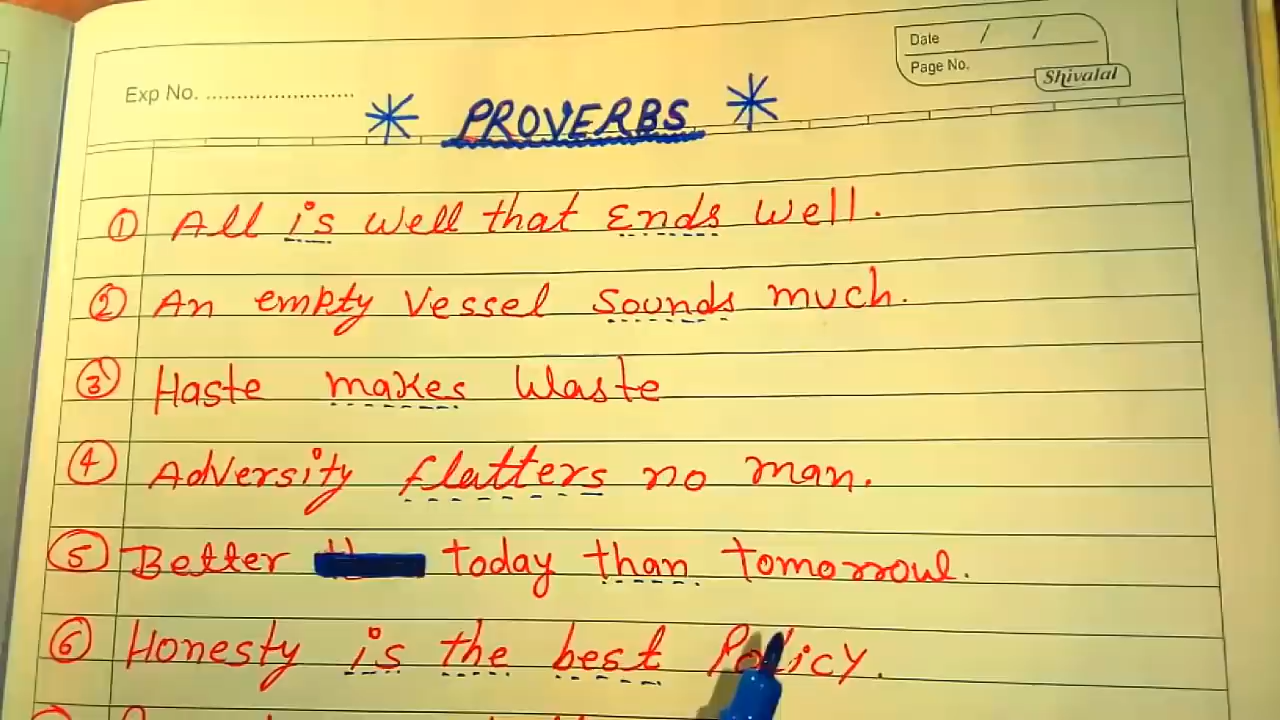 Date / /
Page No.
Shivalal
Exp No. ........................
* PROVERBS *
① All is well that Ends well.
② An empty vessel sounds much.
③ Haste makes waste
④ Adversity flatters no man.
⑤ Better today than tomorrow.
⑥ Honesty is the best Policy.